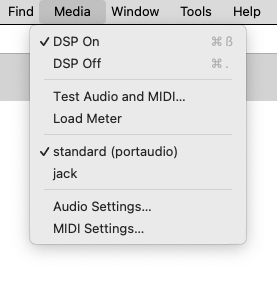 Find Media Window Tools Help
✓ DSP On ⌘ß
DSP Off ⌘.
Test Audio and MIDI...
Load Meter
✓ standard (portaudio)
jack
Audio Settings...
MIDI Settings...